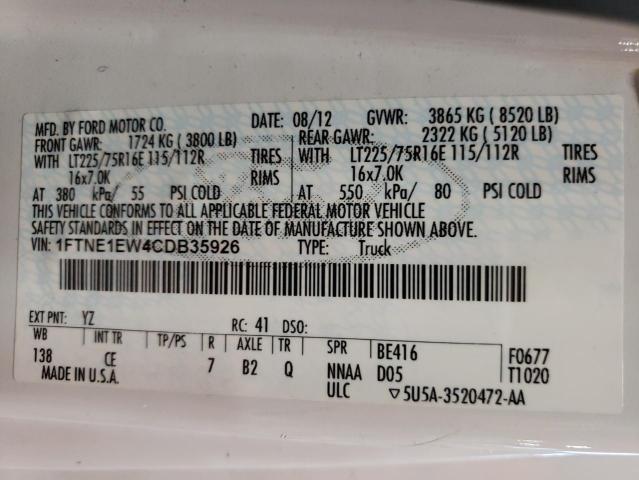 MFD. BY FORD MOTOR CO. DATE: 08/12 GVWR: 3865 KG ( 8520 LB)
FRONT GAWR: 1724 KG ( 3800 LB) REAR GAWR: 2322 KG ( 5120 LB)
WITH LT225/75R16E 115/112R TIRES WITH LT225/75R16E 115/112R TIRES
16x7.0K RIMS 16x7.0K RIMS
AT 380 kPa/ 55 PSI COLD AT 550 kPa/ 80 PSI COLD
THIS VEHICLE CONFORMS TO ALL APPLICABLE FEDERAL MOTOR VEHICLE
SAFETY STANDARDS IN EFFECT ON THE DATE OF MANUFACTURE SHOWN ABOVE.
VIN: 1FTNE1EW4CDB35926 TYPE: Truck
EXT PNT: YZ RC: 41 DSO:
WB INT TR TP/PS R AXLE TR SPR BE416 F0677
138 CE 7 B2 Q NNAA D05 T1020
MADE IN U.S.A. ULC ▽5U5A-3520472-AA